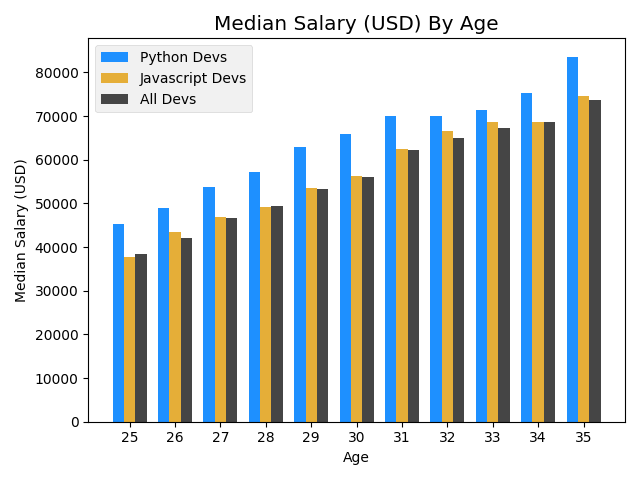 Median Salary (USD) By Age
Python Devs
Javascript Devs
All Devs
Median Salary (USD)
80000
70000
60000
50000
40000
30000
20000
10000
0
25 26 27 28 29 30 31 32 33 34 35
Age